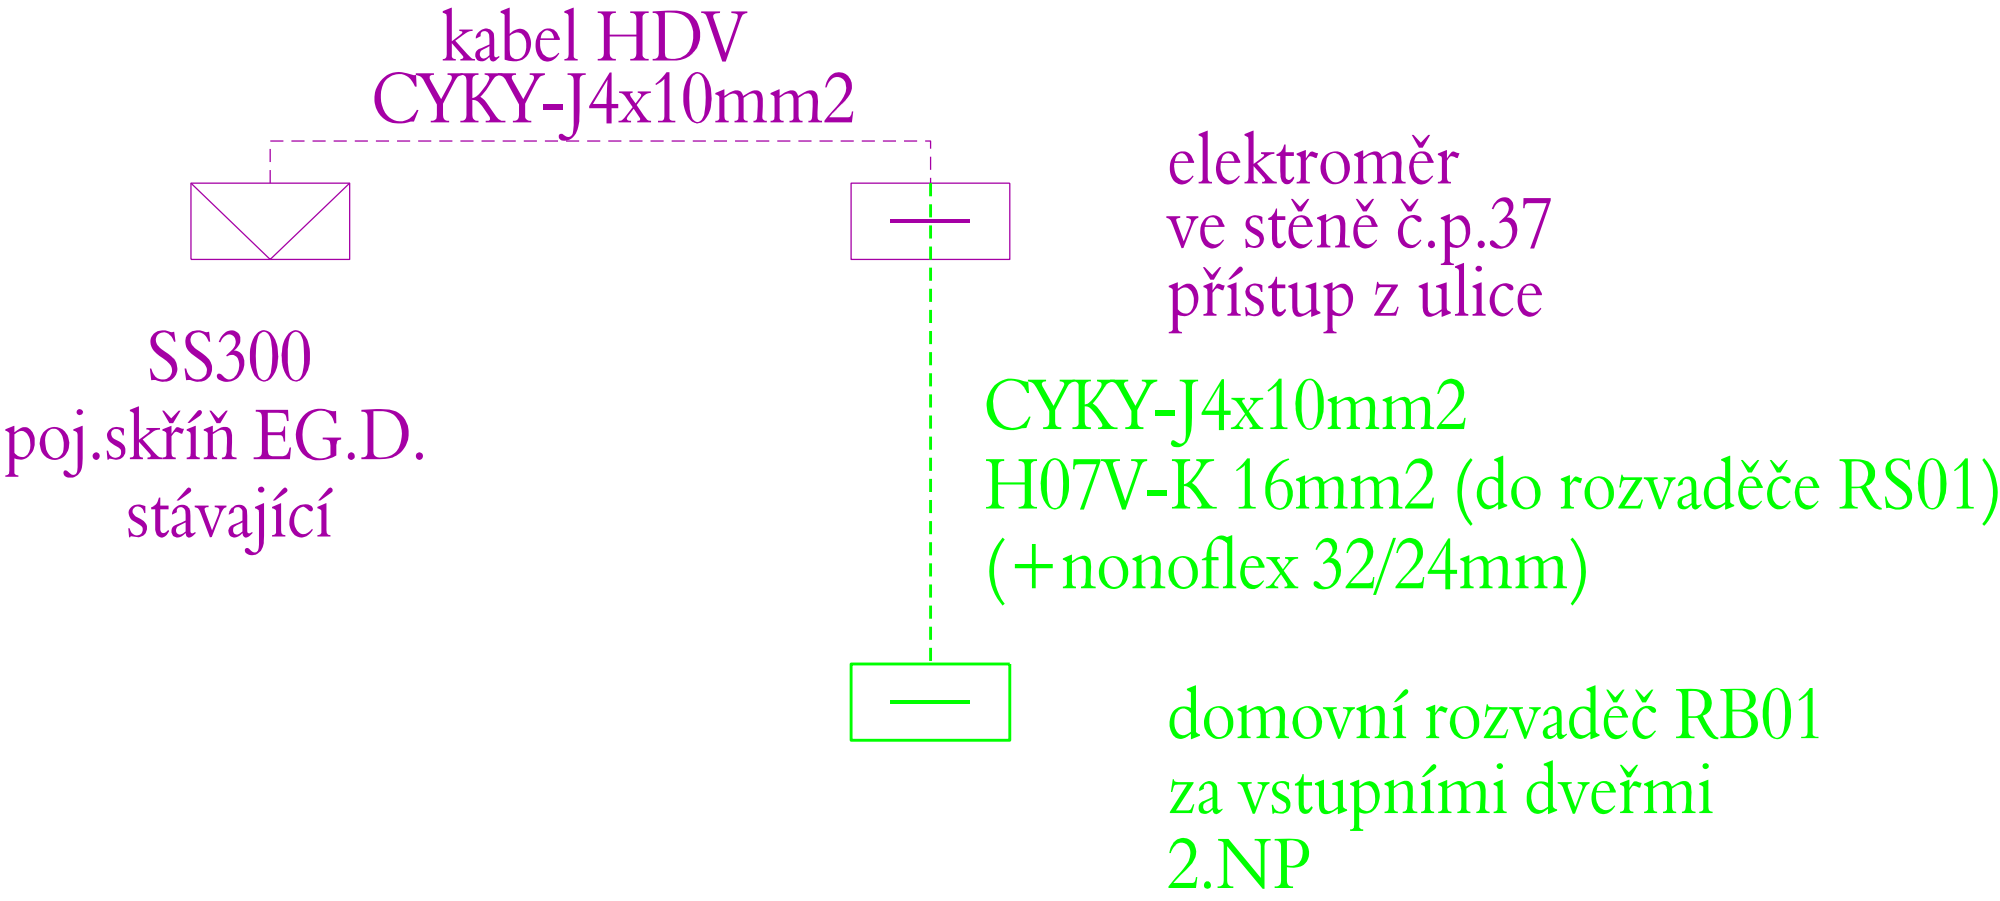 kabel HDV
CYKY-J4x10mm2
elektroměr
ve stěně č.p.37
přístup z ulice
SS300
poj.skříň EG.D.
stávající
CYKY-J4x10mm2
H07V-K 16mm2 (do rozvaděče RS01)
(+nonoflex 32/24mm)
domovní rozvaděč RB01
za vstupními dveřmi
2.NP